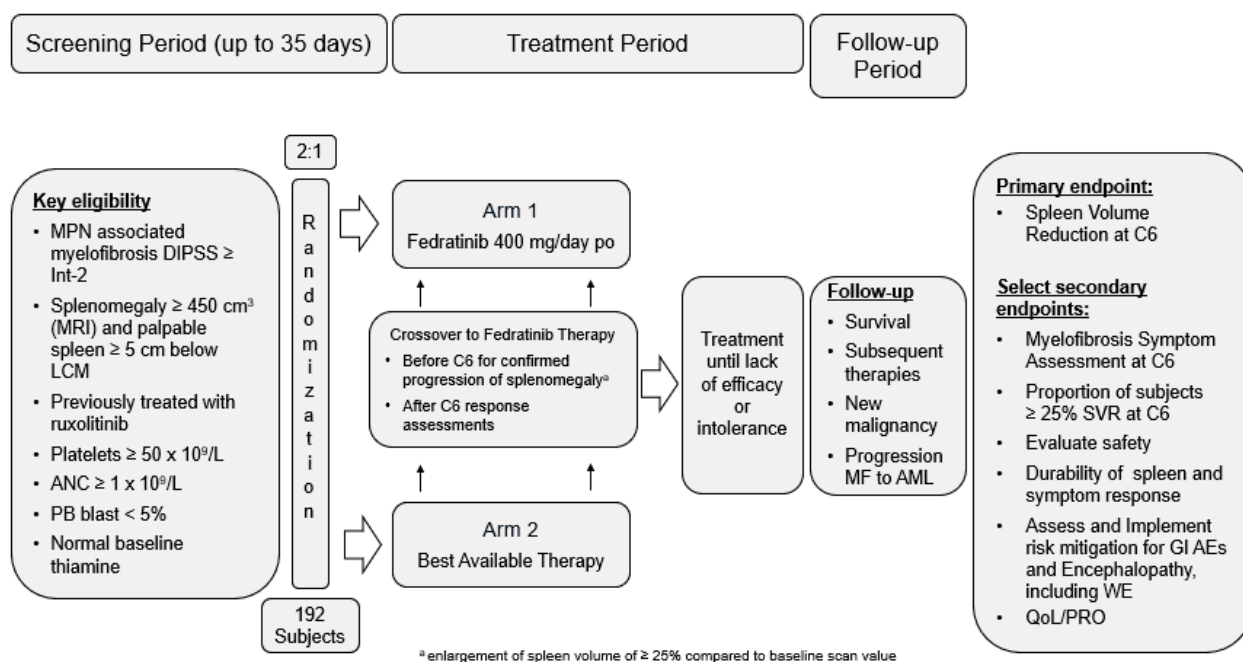 Screening Period (up to 35 days)
Treatment Period
Follow-up
Period
Key eligibility
• MPN associated
myelofibrosis DIPSS ≥
Int-2
• Splenomegaly ≥ 450 cm³
(MRI) and palpable
spleen ≥ 5 cm below
LCM
• Previously treated with
ruxolitinib
• Platelets ≥ 50 x 10⁹/L
• ANC ≥ 1 x 10⁹/L
• PB blast < 5%
• Normal baseline
thiamine
2:1
Randomization
192
Subjects
Arm 1
Fedratinib 400 mg/day po
Crossover to Fedratinib Therapy
• Before C6 for confirmed
progression of splenomegalyᵃ
• After C6 response
assessments
Arm 2
Best Available Therapy
Treatment
until lack
of efficacy
or
intolerance
Follow-up
• Survival
• Subsequent
therapies
• New
malignancy
• Progression
MF to AML
Primary endpoint:
• Spleen Volume
Reduction at C6
Select secondary
endpoints:
• Myelofibrosis Symptom
Assessment at C6
• Proportion of subjects
≥ 25% SVR at C6
• Evaluate safety
• Durability of spleen and
symptom response
• Assess and Implement
risk mitigation for GI AEs
and Encephalopathy,
including WE
• QoL/PRO
ᵃ enlargement of spleen volume of ≥ 25% compared to baseline scan value